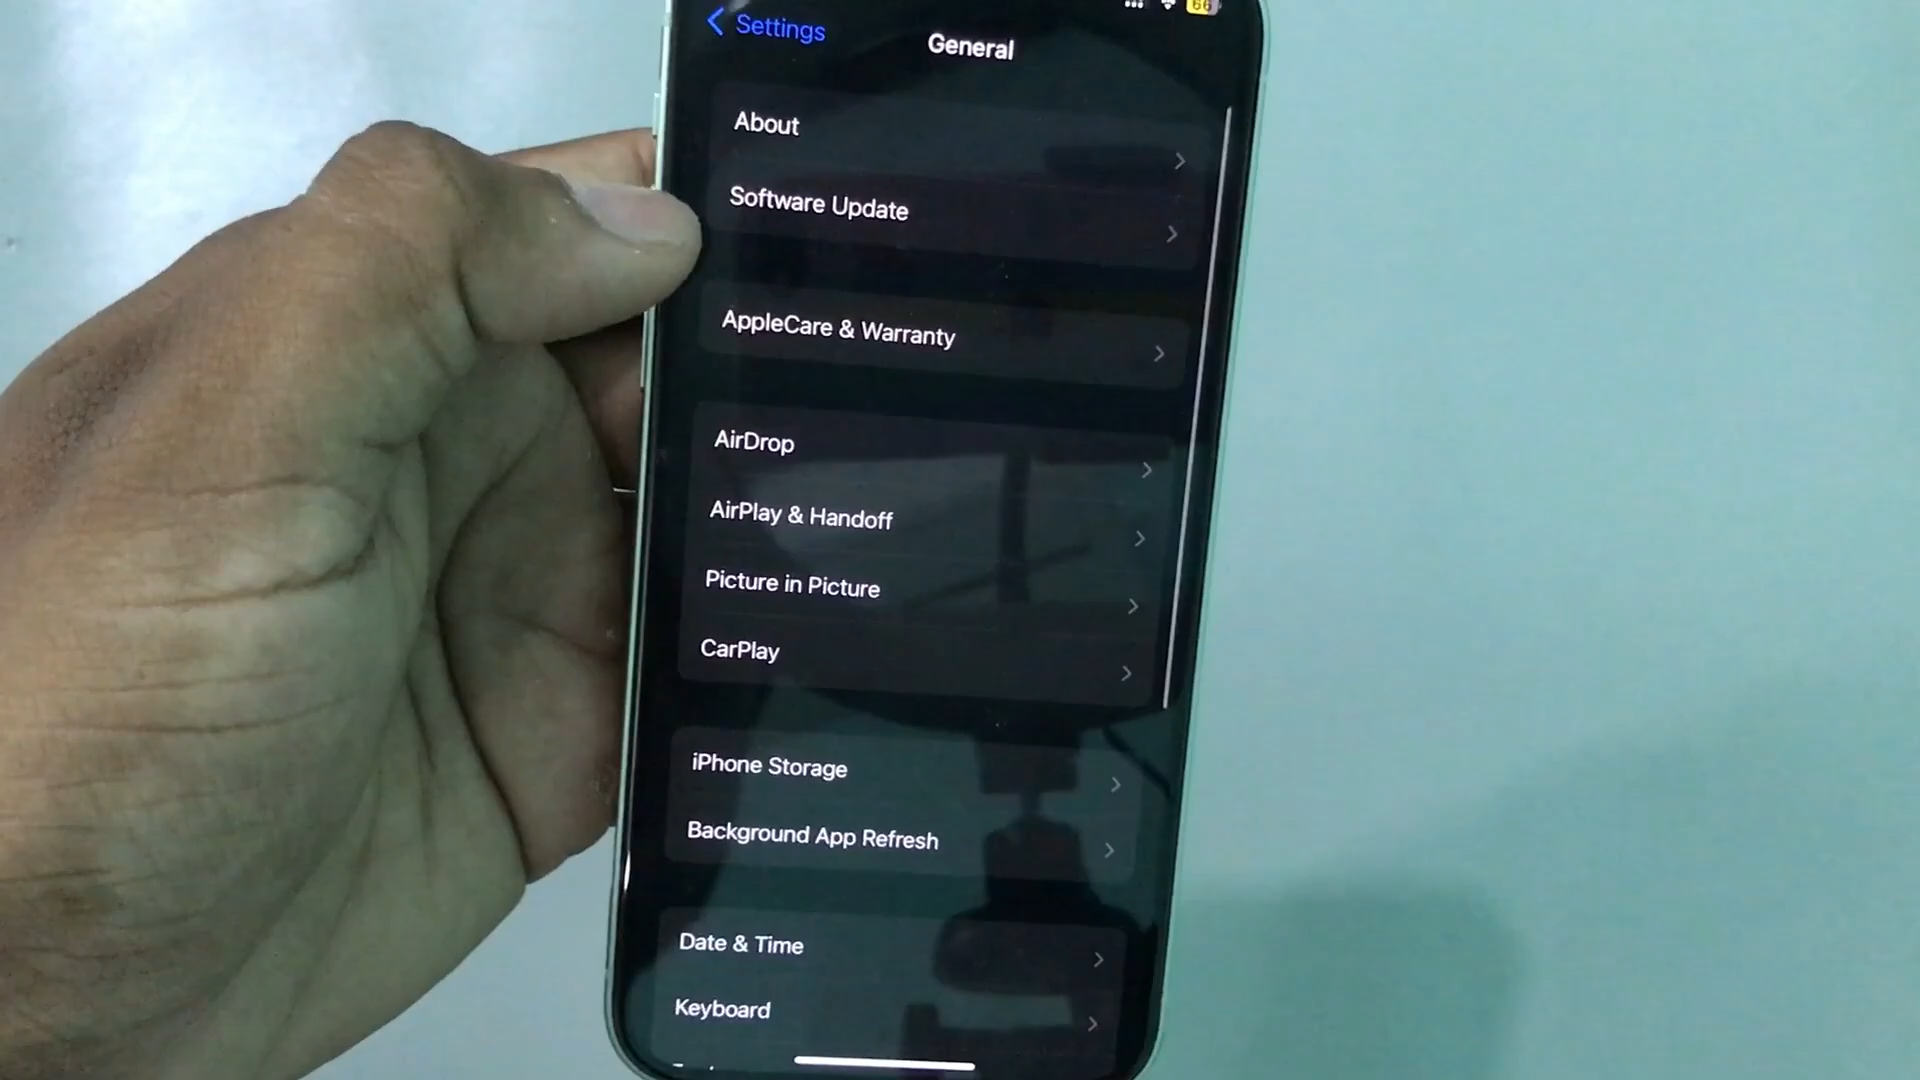 66
Settings
General
About
Software Update
AppleCare & Warranty
AirDrop
AirPlay & Handoff
Picture in Picture
CarPlay
iPhone Storage
Background App Refresh
Date & Time
Keyboard